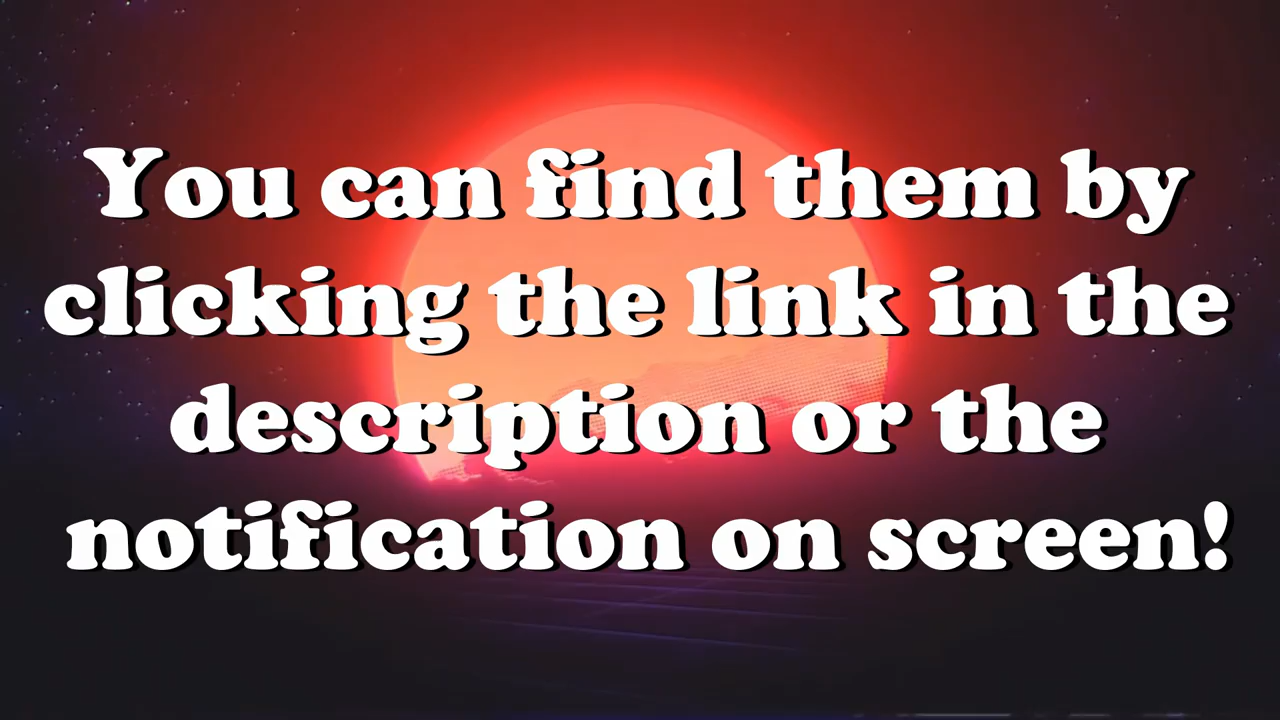 You can find them by
clicking the link in the
description or the
notification on screen!